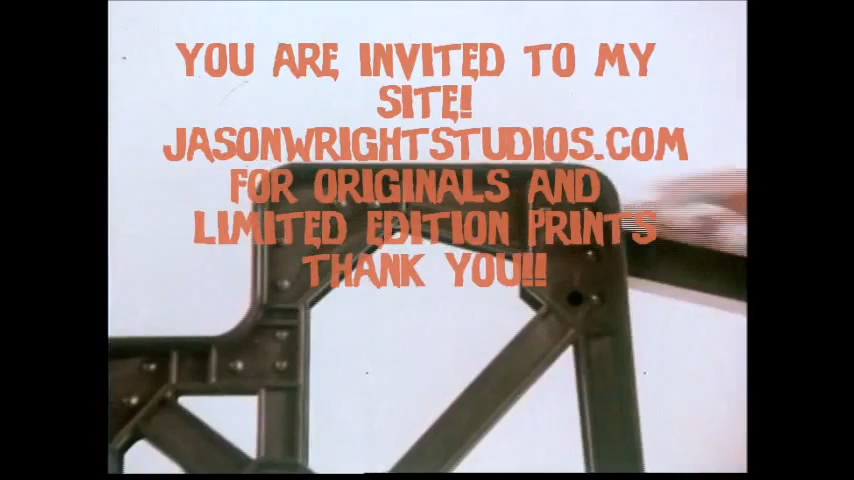 YOU ARE INVITED TO MY
SITE!
JASONWRIGHTSTUDIOS.COM
FOR ORIGINALS AND
LIMITED EDITION PRINTS
THANK YOU!!